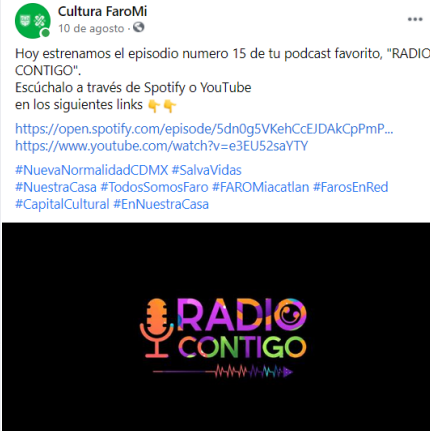 Cultura FaroMi
10 de agosto ·
Hoy estrenamos el episodio numero 15 de tu podcast favorito, "RADIO
CONTIGO".
Escúchalo a través de Spotify o YouTube
en los siguientes links 👇👇
https://open.spotify.com/episode/5dn0g5VKehCcEJDAkCpPmP...
https://www.youtube.com/watch?v=e3EU52saYTY
#NuevaNormalidadCDMX #SalvaVidas
#NuestraCasa #TodosSomosFaro #FAROMiacatlan #FarosEnRed
#CapitalCultural #EnNuestraCasa
RADIO
CONTIGO